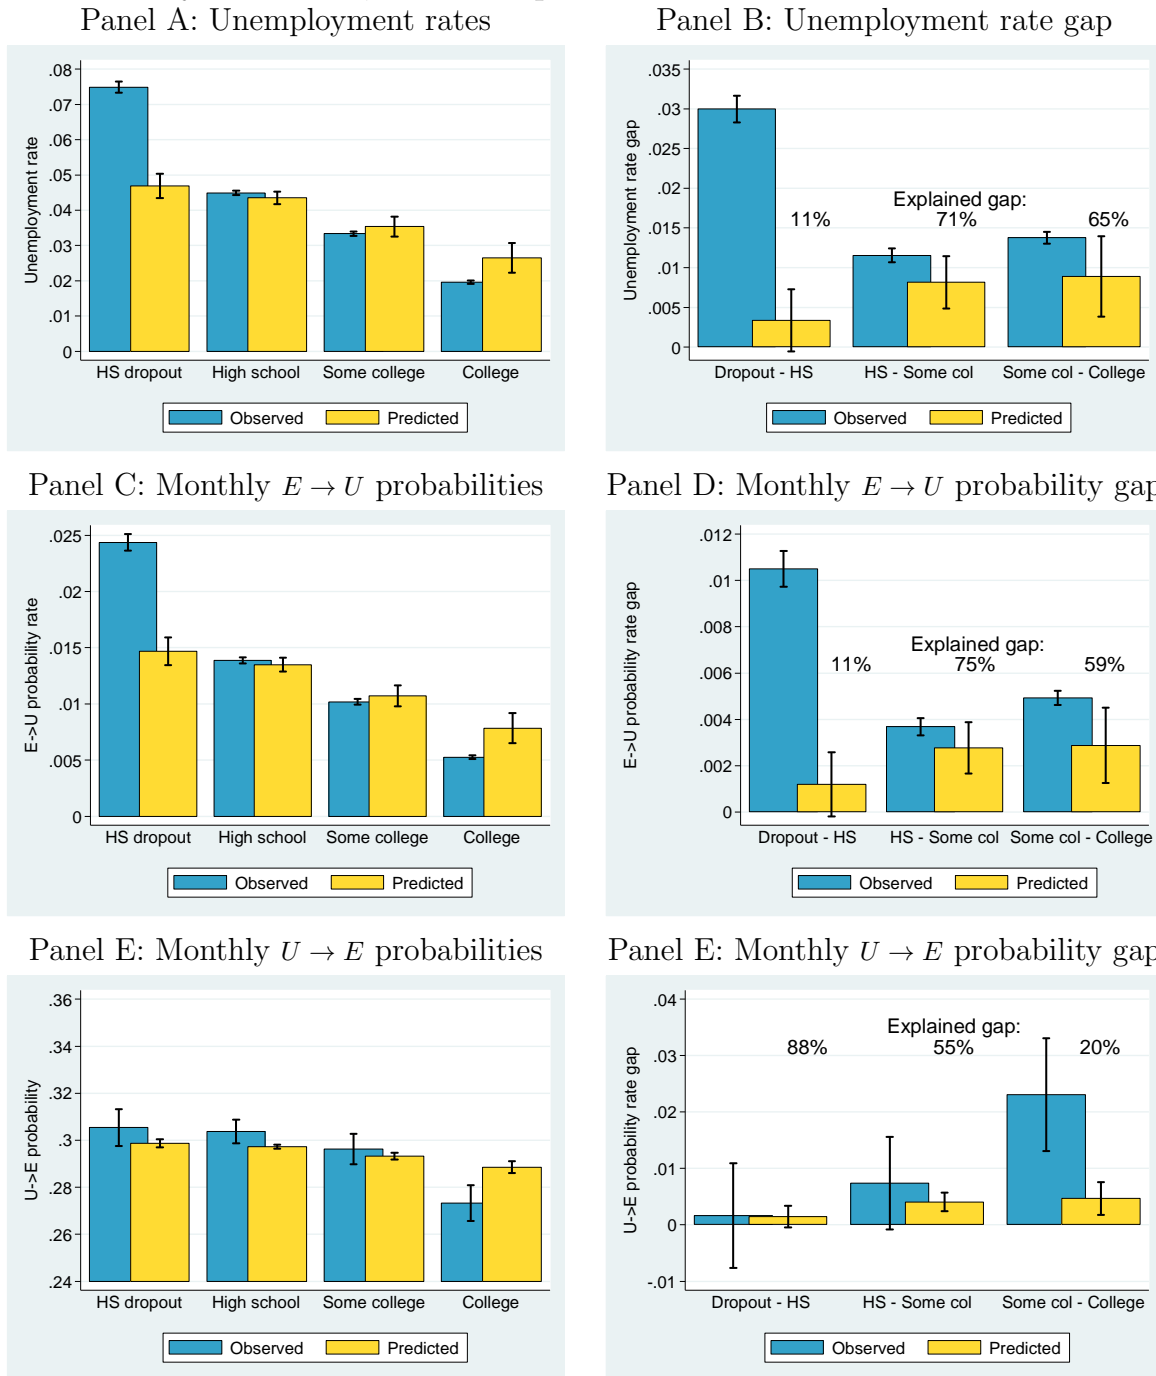 Panel A: Unemployment rates
.08
.07
.06
.05
.04
.03
.02
.01
0
Unemployment rate
HS dropout High school Some college College
Observed Predicted
Panel B: Unemployment rate gap
.035
.03
.025
.02
.015
.01
.005
0
Unemployment rate gap
Explained gap:
11% 71% 65%
Dropout - HS HS - Some col Some col - College
Observed Predicted
Panel C: Monthly E → U probabilities
.025
.02
.015
.01
.005
0
E->U probability rate
HS dropout High school Some college College
Observed Predicted
Panel D: Monthly E → U probability gap
.012
.01
.008
.006
.004
.002
0
E->U probability rate gap
Explained gap:
11% 75% 59%
Dropout - HS HS - Some col Some col - College
Observed Predicted
Panel E: Monthly U → E probabilities
.36
.34
.32
.3
.28
.26
.24
U->E probability
HS dropout High school Some college College
Observed Predicted
Panel E: Monthly U → E probability gap
.04
.03
.02
.01
0
-.01
U->E probability rate gap
Explained gap:
88% 55% 20%
Dropout - HS HS - Some col Some col - College
Observed Predicted